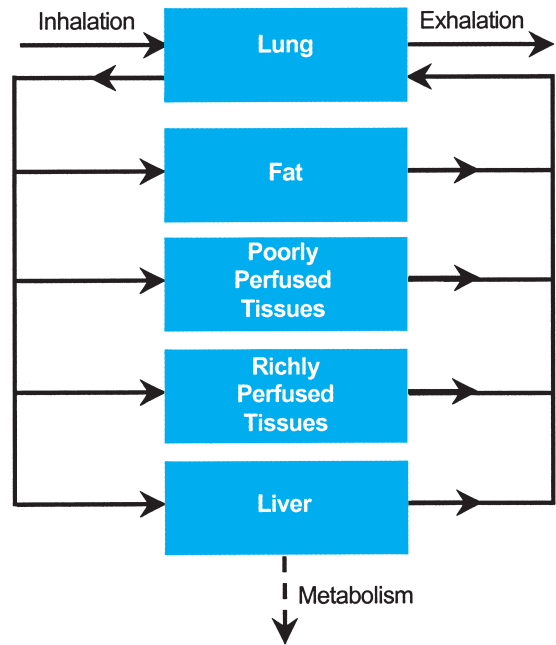 Inhalation
Exhalation
Lung
Fat
Poorly
Perfused
Tissues
Richly
Perfused
Tissues
Liver
Metabolism